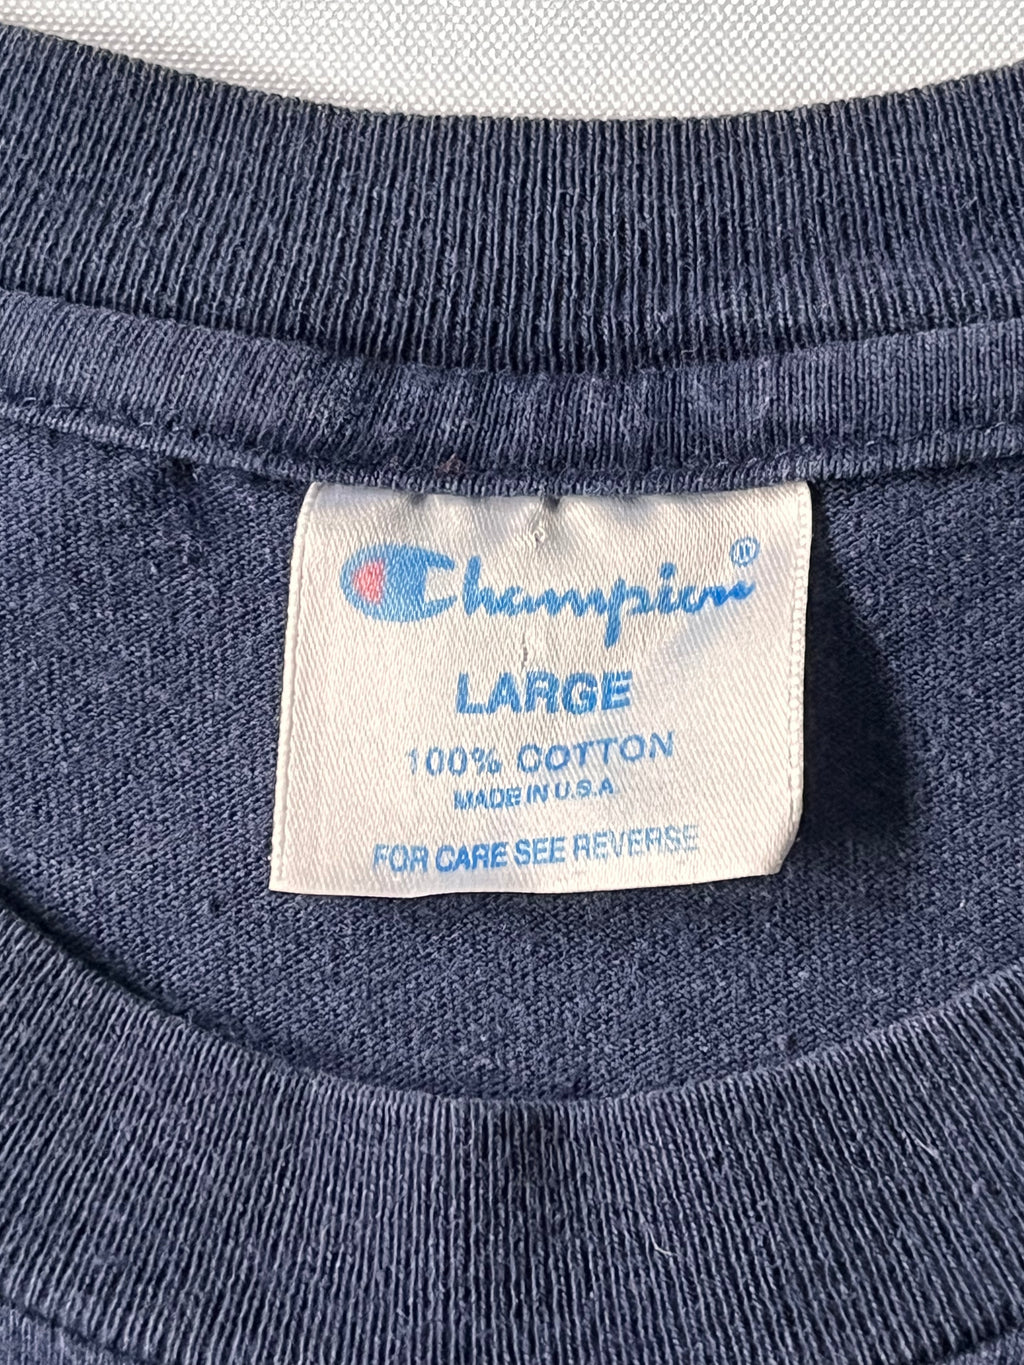 Champion®
LARGE
100% COTTON
MADE IN U.S.A.
FOR CARE SEE REVERSE